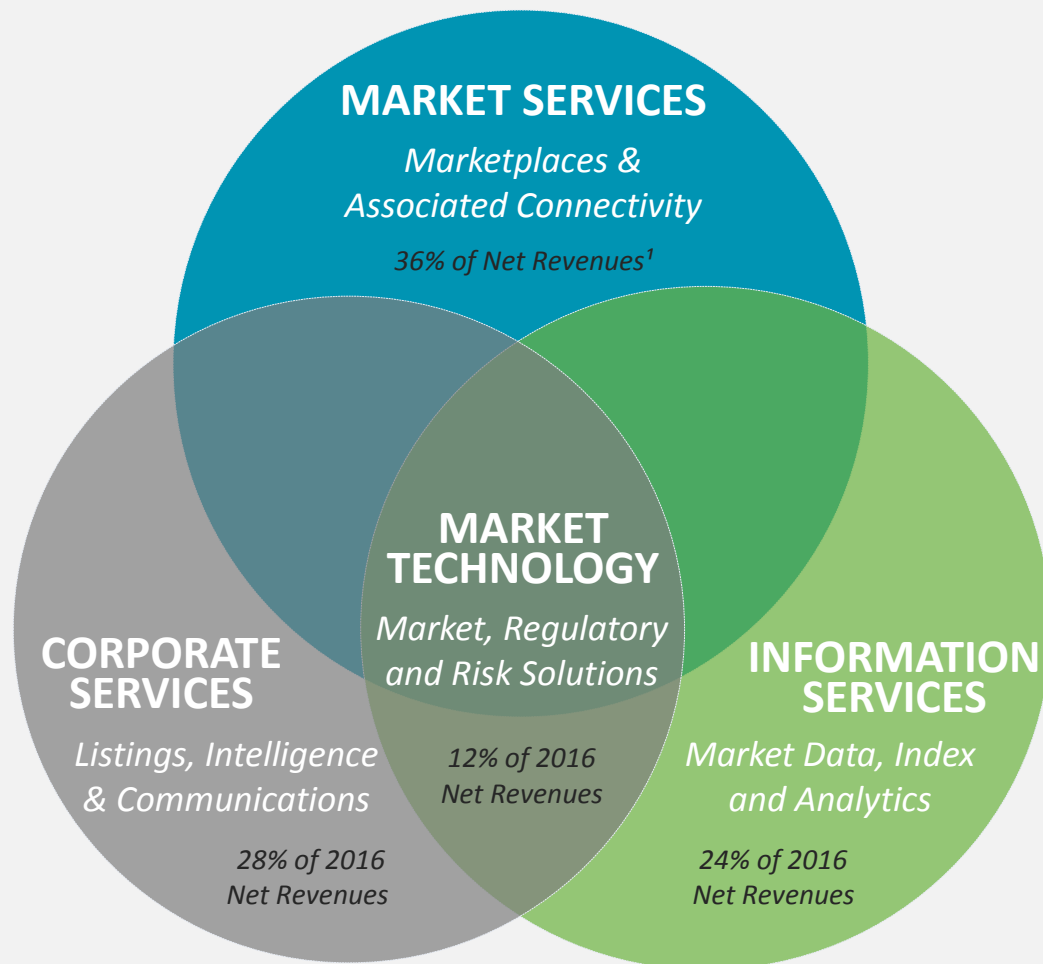 MARKET SERVICES
Marketplaces &
Associated Connectivity
36% of Net Revenues¹
MARKET
TECHNOLOGY
Market, Regulatory
and Risk Solutions
12% of 2016
Net Revenues
CORPORATE
SERVICES
Listings, Intelligence
& Communications
28% of 2016
Net Revenues
INFORMATION
SERVICES
Market Data, Index
and Analytics
24% of 2016
Net Revenues